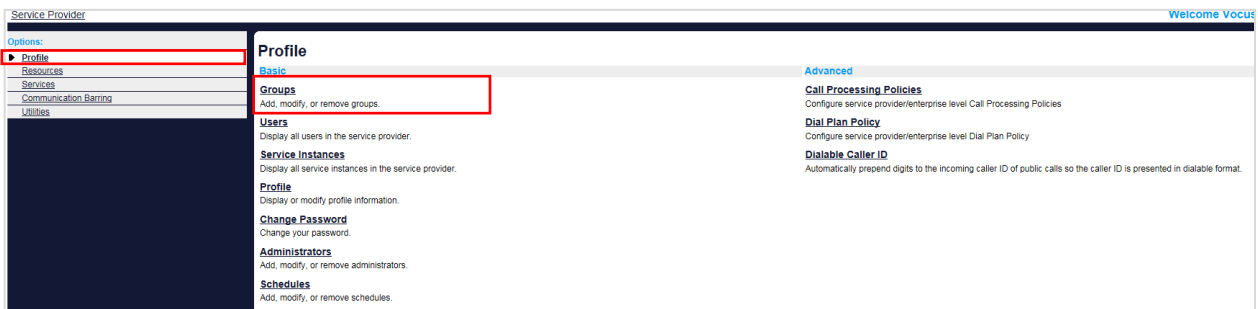 Service Provider
Welcome Vocus
Options:
Profile
Resources
Services
Communication Barring
Utilities
Profile
Basic
Groups
Add, modify, or remove groups.
Users
Display all users in the service provider.
Service Instances
Display all service instances in the service provider.
Profile
Display or modify profile information.
Change Password
Change your password.
Administrators
Add, modify, or remove administrators.
Schedules
Add, modify, or remove schedules.
Advanced
Call Processing Policies
Configure service provider/enterprise level Call Processing Policies
Dial Plan Policy
Configure service provider/enterprise level Dial Plan Policy
Dialable Caller ID
Automatically prepend digits to the incoming caller ID of public calls so the caller ID is presented in dialable format.